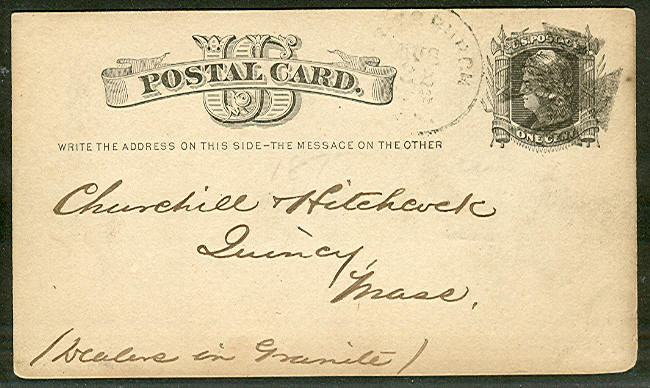 US
POSTAL CARD.
U.S. POSTAGE
ONE CENT
WRITE THE ADDRESS ON THIS SIDE—THE MESSAGE ON THE OTHER
Churchill & Hitchcock
Quincy,
Mass.
(Dealers in Granite)